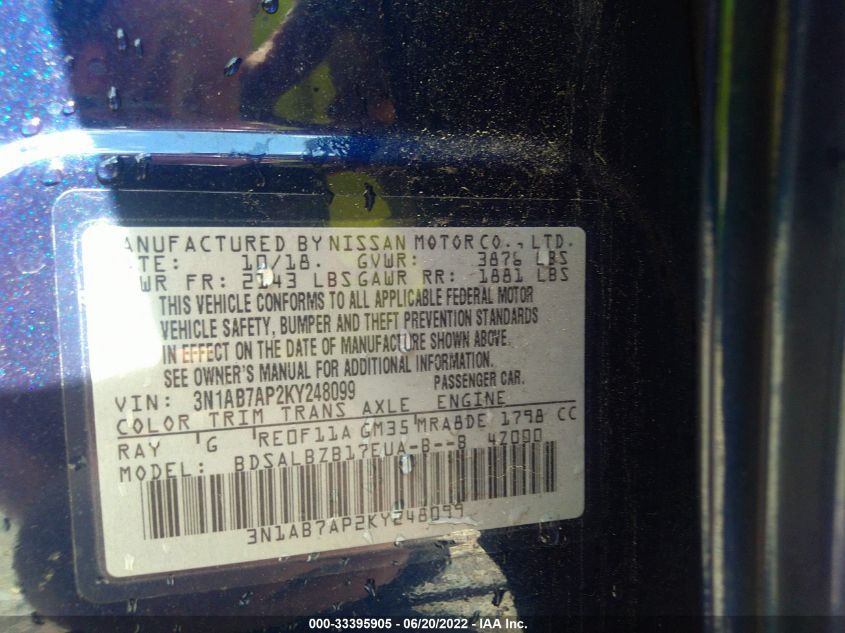 ANUFACTURED BY NISSAN MOTOR CO., LTD.
ATE: 10/18. GVWR: 3876 LBS
WR FR: 2143 LBS GAWR RR: 1881 LBS
THIS VEHICLE CONFORMS TO ALL APPLICABLE FEDERAL MOTOR
VEHICLE SAFETY, BUMPER AND THEFT PREVENTION STANDARDS
IN EFFECT ON THE DATE OF MANUFACTURE SHOWN ABOVE.
SEE OWNER'S MANUAL FOR ADDITIONAL INFORMATION.
VIN: 3N1AB7AP2KY248099 PASSENGER CAR.
COLOR TRIM TRANS AXLE ENGINE
RAY G RE0F11A GM35 MRA8DE 1798 CC
MODEL: BDSALBZB17EUA-B--B 4Z000
3N1AB7AP2KY248099
000-33395905 - 06/20/2022 - IAA Inc.